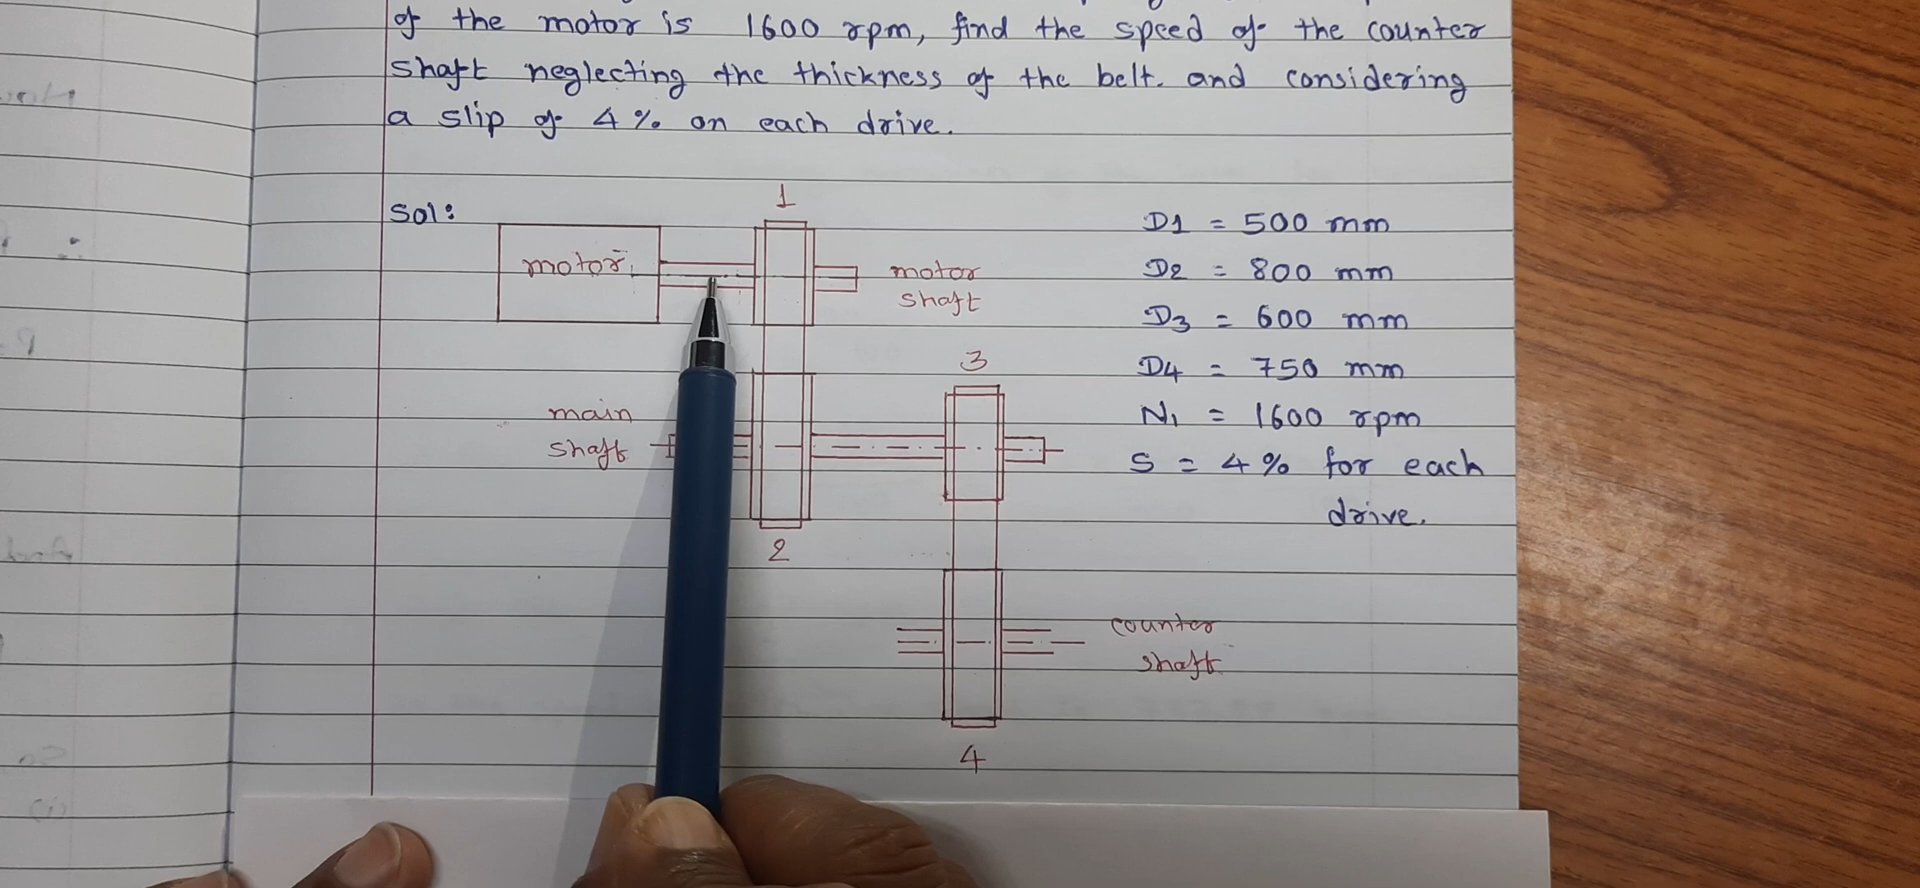 of the motor is 1600 rpm, find the speed of the counter
shaft neglecting the thickness of the belt. and considering
a slip of 4% on each drive.
Sol:
1
motor
motor
shaft
D1 = 500 mm
D2 = 800 mm
D3 = 600 mm
D4 = 750 mm
N1 = 1600 rpm
S = 4% for each
drive.
3
main
shaft
2
counter
shaft
4